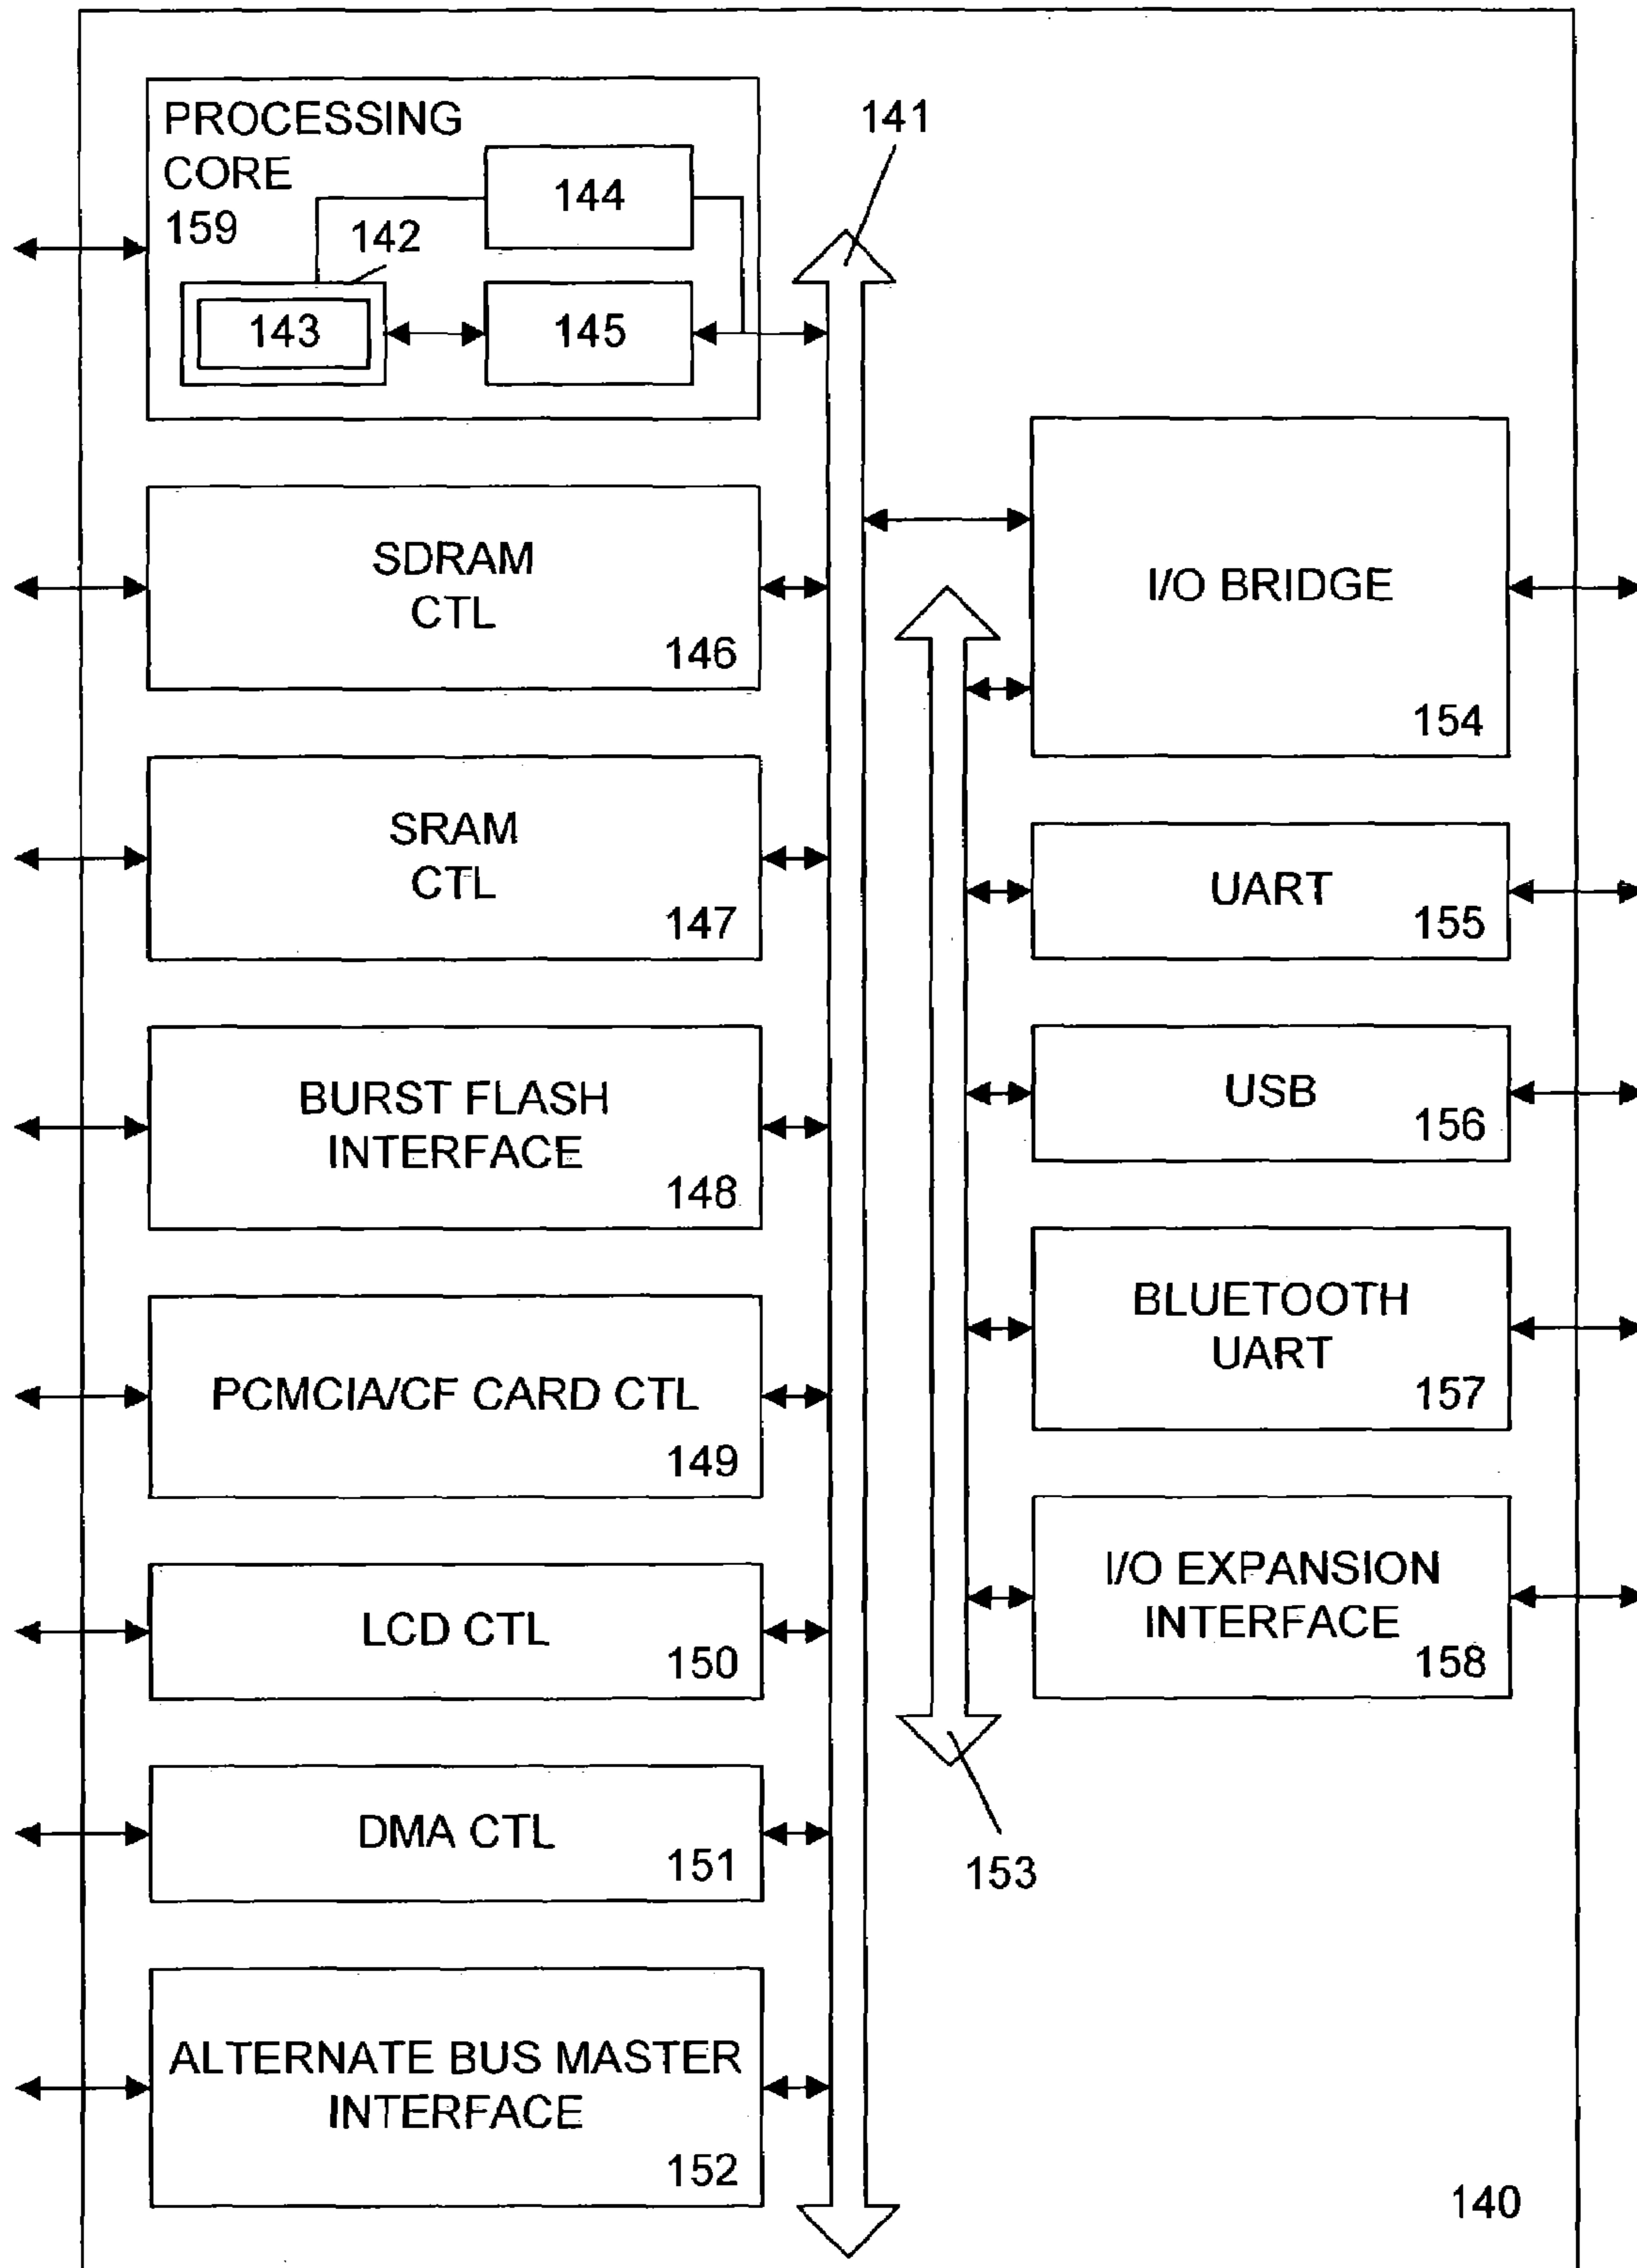 PROCESSING
CORE
159
142
144
143
145
141
SDRAM
CTL
146
SRAM
CTL
147
BURST FLASH
INTERFACE
148
PCMCIA/CF CARD CTL
149
LCD CTL
150
DMA CTL
151
ALTERNATE BUS MASTER
INTERFACE
152
I/O BRIDGE
154
UART
155
USB
156
BLUETOOTH
UART
157
I/O EXPANSION
INTERFACE
158
153
140